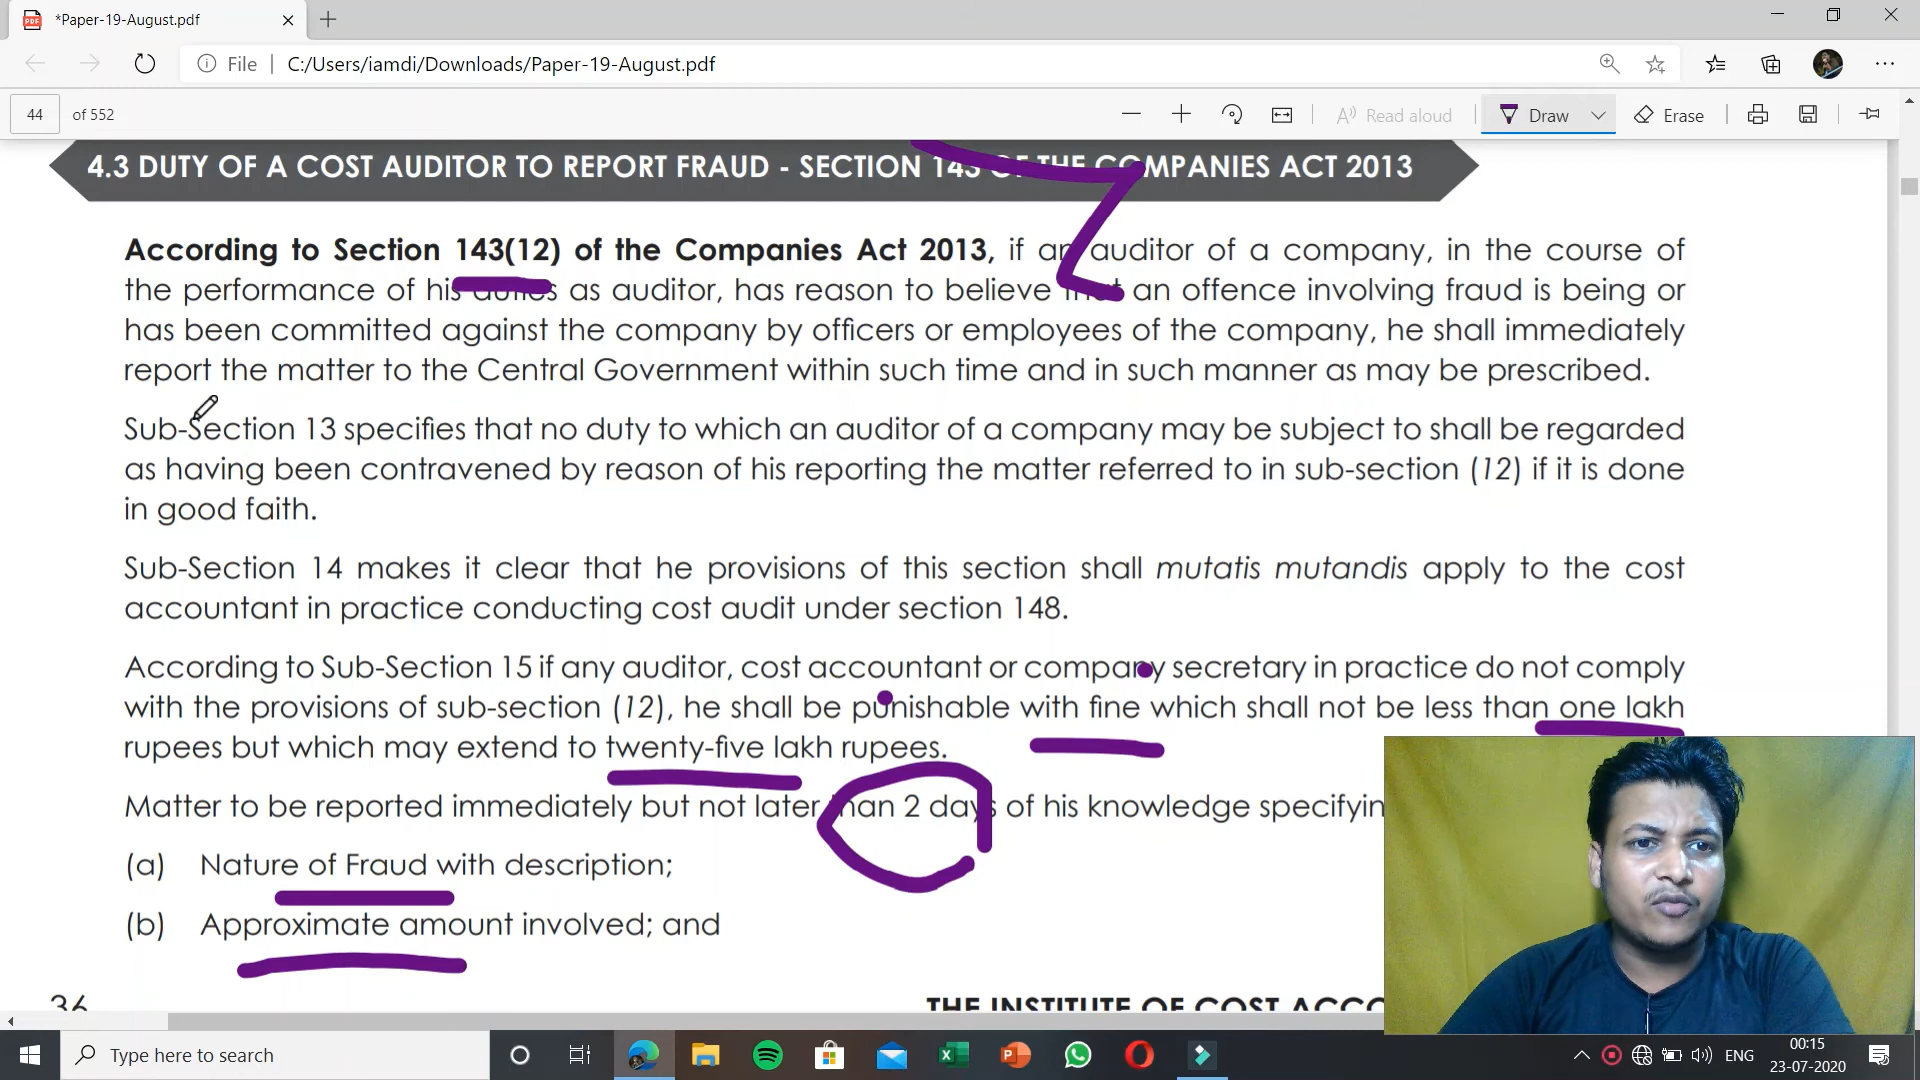 *Paper-19-August.pdf
File | C:/Users/iamdi/Downloads/Paper-19-August.pdf
44 of 552
Read aloud
Draw
Erase
4.3 DUTY OF A COST AUDITOR TO REPORT FRAUD - SECTION 143 OF THE COMPANIES ACT 2013
According to Section 143(12) of the Companies Act 2013, if an auditor of a company, in the course of
the performance of his duties as auditor, has reason to believe that an offence involving fraud is being or
has been committed against the company by officers or employees of the company, he shall immediately
report the matter to the Central Government within such time and in such manner as may be prescribed.
Sub-Section 13 specifies that no duty to which an auditor of a company may be subject to shall be regarded
as having been contravened by reason of his reporting the matter referred to in sub-section (12) if it is done
in good faith.
Sub-Section 14 makes it clear that he provisions of this section shall mutatis mutandis apply to the cost
accountant in practice conducting cost audit under section 148.
According to Sub-Section 15 if any auditor, cost accountant or company secretary in practice do not comply
with the provisions of sub-section (12), he shall be punishable with fine which shall not be less than one lakh
rupees but which may extend to twenty-five lakh rupees.
Matter to be reported immediately but not later than 2 days of his knowledge specifyin
(a) Nature of Fraud with description;
(b) Approximate amount involved; and
36
THE INSTITUTE OF COST ACCO
Type here to search
ENG
00:15
23-07-2020